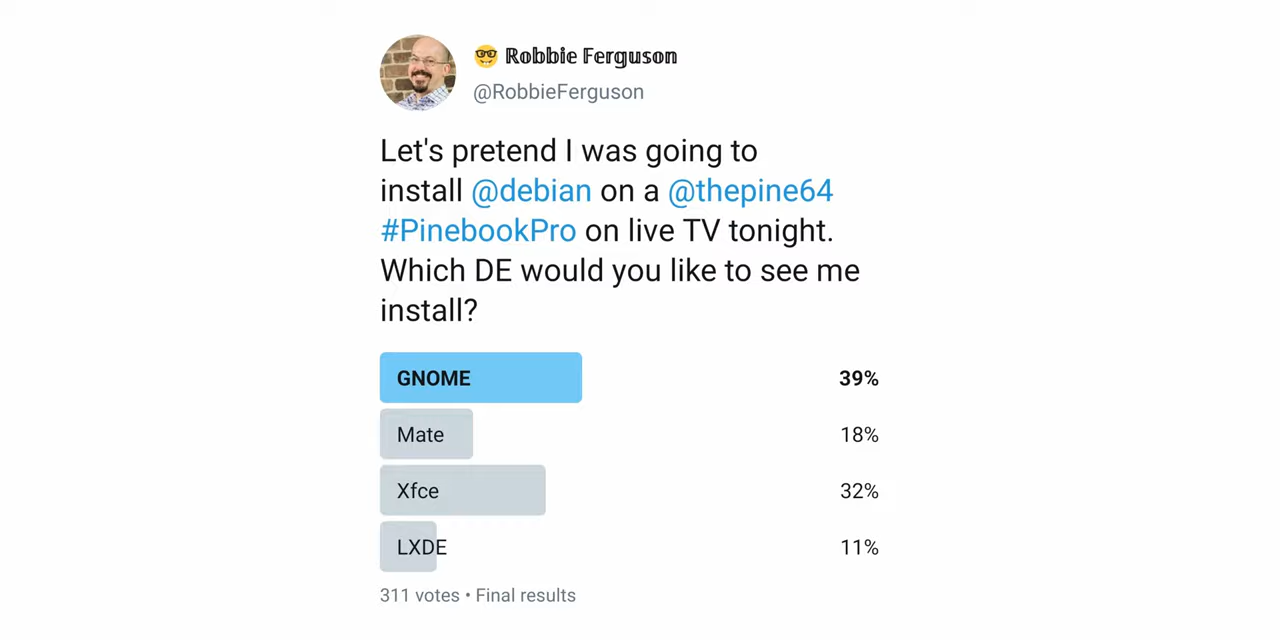 🤓 Robbie Ferguson
@RobbieFerguson
Let's pretend I was going to
install @debian on a @thepine64
#PinebookPro on live TV tonight.
Which DE would you like to see me
install?
GNOME 39%
Mate 18%
Xfce 32%
LXDE 11%
311 votes • Final results